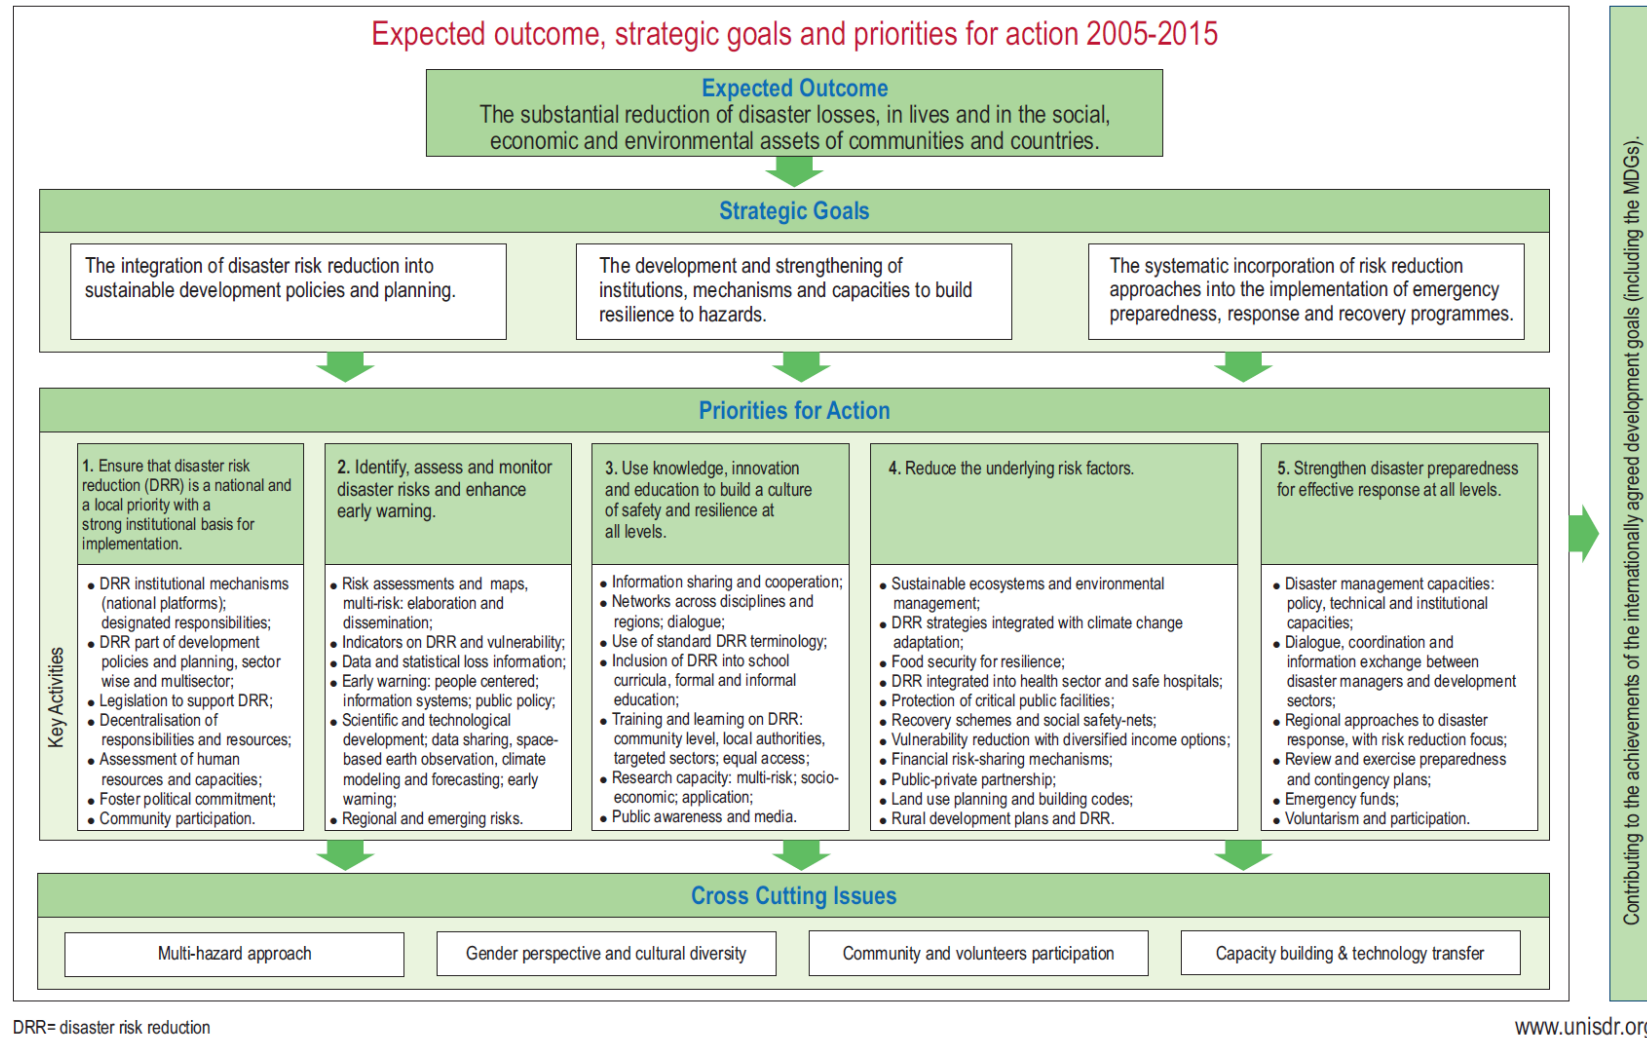 Expected outcome, strategic goals and priorities for action 2005-2015
Expected Outcome
The substantial reduction of disaster losses, in lives and in the social,
economic and environmental assets of communities and countries.
Strategic Goals
The integration of disaster risk reduction into
sustainable development policies and planning.
The development and strengthening of
institutions, mechanisms and capacities to build
resilience to hazards.
The systematic incorporation of risk reduction
approaches into the implementation of emergency
preparedness, response and recovery programmes.
Priorities for Action
1. Ensure that disaster risk
reduction (DRR) is a national and
a local priority with a
strong institutional basis for
implementation.
2. Identify, assess and monitor
disaster risks and enhance
early warning.
3. Use knowledge, innovation
and education to build a culture
of safety and resilience at
all levels.
4. Reduce the underlying risk factors.
5. Strengthen disaster preparedness
for effective response at all levels.
Key Activities
● DRR institutional mechanisms
(national platforms);
designated responsibilities;
● DRR part of development
policies and planning, sector
wise and multisector;
● Legislation to support DRR;
● Decentralisation of
responsibilities and resources;
● Assessment of human
resources and capacities;
● Foster political commitment;
● Community participation.
● Risk assessments and maps,
multi-risk: elaboration and
dissemination;
● Indicators on DRR and vulnerability;
● Data and statistical loss information;
● Early warning: people centered;
information systems; public policy;
● Scientific and technological
development; data sharing, space-
based earth observation, climate
modeling and forecasting; early
warning;
● Regional and emerging risks.
● Information sharing and cooperation;
● Networks across disciplines and
regions; dialogue;
● Use of standard DRR terminology;
● Inclusion of DRR into school
curricula, formal and informal
education;
● Training and learning on DRR:
community level, local authorities,
targeted sectors; equal access;
● Research capacity: multi-risk; socio-
economic; application;
● Public awareness and media.
● Sustainable ecosystems and environmental
management;
● DRR strategies integrated with climate change
adaptation;
● Food security for resilience;
● DRR integrated into health sector and safe hospitals;
● Protection of critical public facilities;
● Recovery schemes and social safety-nets;
● Vulnerability reduction with diversified income options;
● Financial risk-sharing mechanisms;
● Public-private partnership;
● Land use planning and building codes;
● Rural development plans and DRR.
● Disaster management capacities:
policy, technical and institutional
capacities;
● Dialogue, coordination and
information exchange between
disaster managers and development
sectors;
● Regional approaches to disaster
response, with risk reduction focus;
● Review and exercise preparedness
and contingency plans;
● Emergency funds;
● Voluntarism and participation.
Cross Cutting Issues
Multi-hazard approach
Gender perspective and cultural diversity
Community and volunteers participation
Capacity building & technology transfer
Contributing to the achievements of the internationally agreed development goals (including the MDGs).
DRR= disaster risk reduction
www.unisdr.org